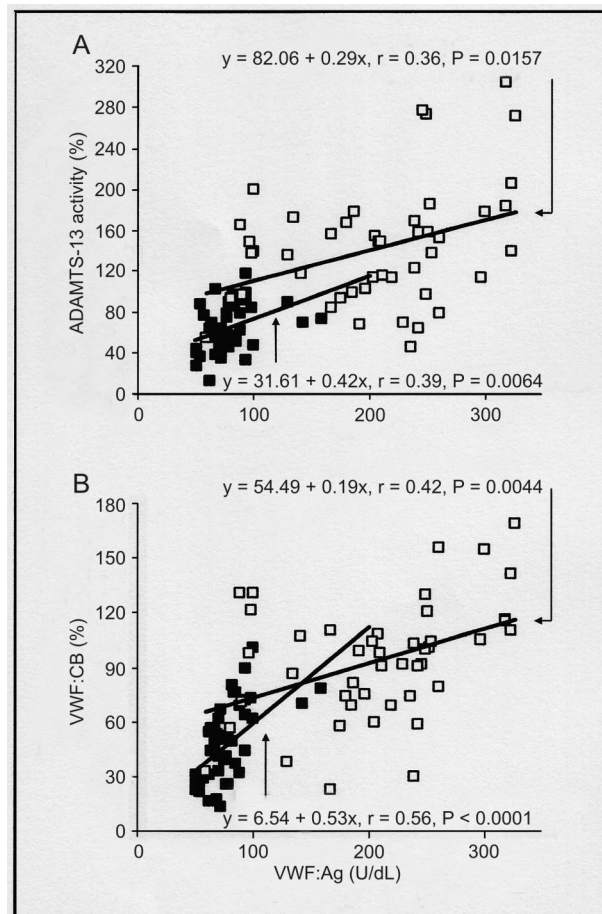 A
y = 82.06 + 0.29x, r = 0.36, P = 0.0157
320
280
240
200
160
120
80
40
0
ADAMTS-13 activity (%)
y = 31.61 + 0.42x, r = 0.39, P = 0.0064
0 100 200 300
B
y = 54.49 + 0.19x, r = 0.42, P = 0.0044
180
150
120
90
60
30
0
VWF:CB (%)
y = 6.54 + 0.53x, r = 0.56, P < 0.0001
0 100 200 300
VWF:Ag (U/dL)